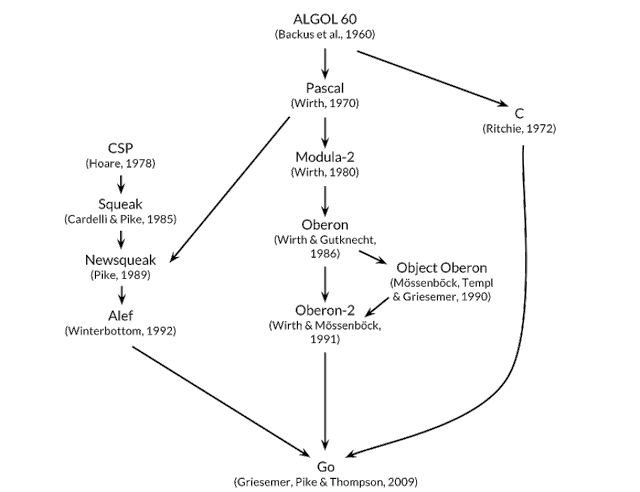 ALGOL 60
(Backus et al., 1960)
Pascal
(Wirth, 1970)
C
(Ritchie, 1972)
CSP
(Hoare, 1978)
Modula-2
(Wirth, 1980)
Squeak
(Cardelli & Pike, 1985)
Oberon
(Wirth & Gutknecht,
1986)
Newsqueak
(Pike, 1989)
Object Oberon
(Mössenböck, Templ
& Griesemer, 1990)
Alef
(Winterbottom, 1992)
Oberon-2
(Wirth & Mössenböck,
1991)
Go
(Griesemer, Pike & Thompson, 2009)